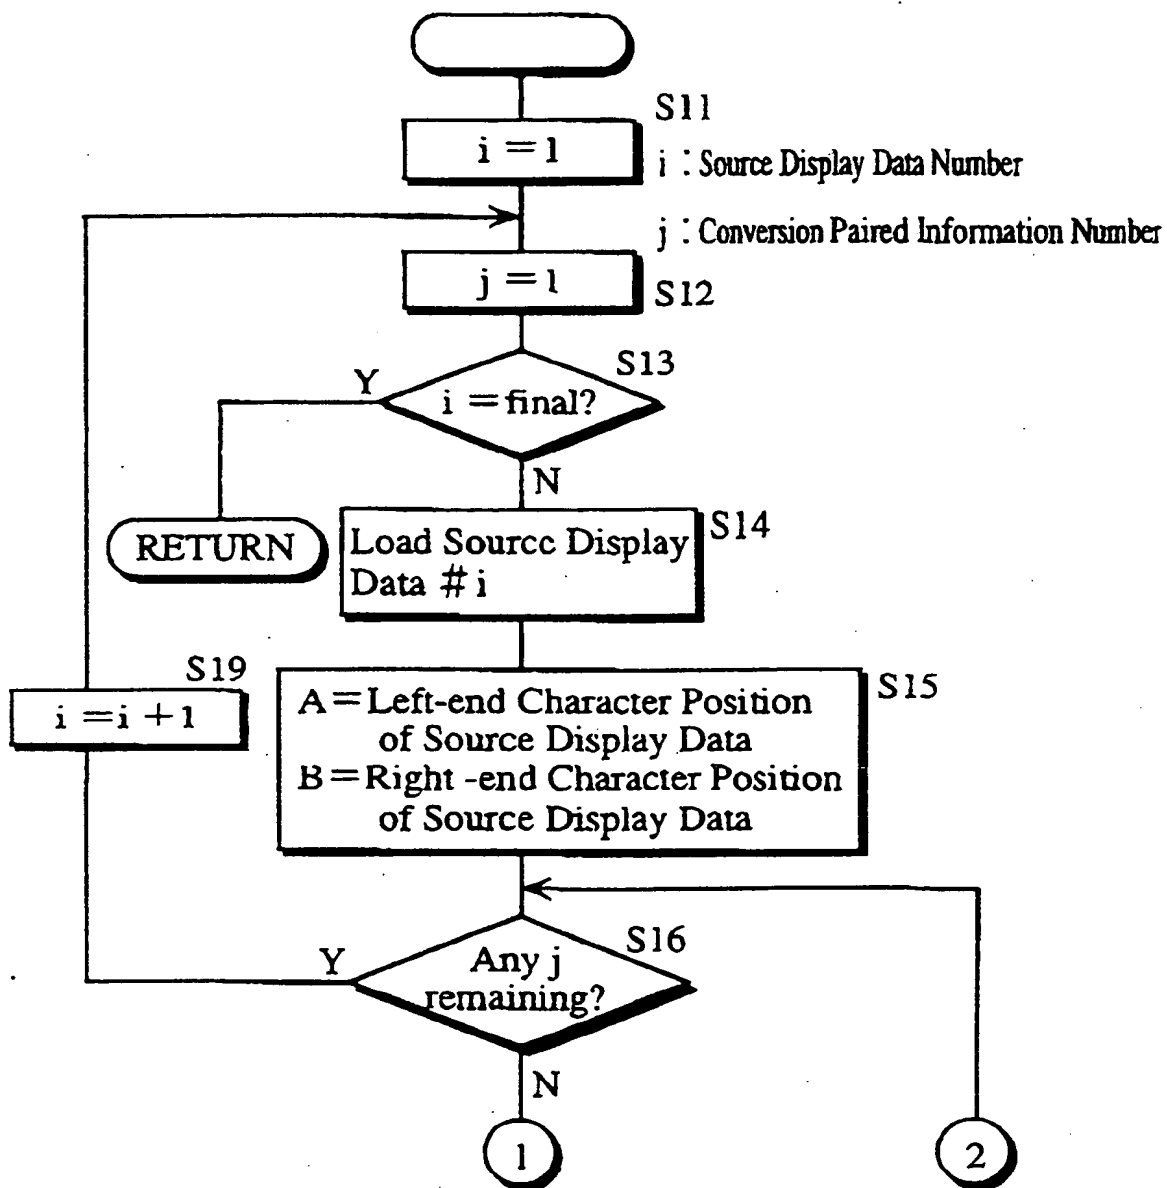 S11
i = 1
i : Source Display Data Number
j : Conversion Paired Information Number
j = 1
S12
S13
Y
i = final?
N
RETURN
S14
Load Source Display
Data # i
S19
i = i + 1
S15
A = Left-end Character Position
of Source Display Data
B = Right -end Character Position
of Source Display Data
S16
Y
Any j
remaining?
N
1
2